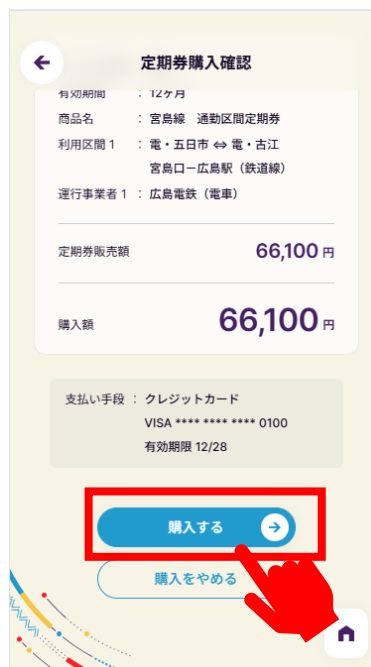 定期券購入確認
有効期間 : 12ケ月
商品名 : 宮島線 通勤区間定期券
利用区間 1 : 電・五日市 ⇔ 電・古江
宮島口ー広島駅（鉄道線）
運行事業者 1 : 広島電鉄（電車）
定期券販売額 66,100 円
購入額 66,100 円
支払い手段 : クレジットカード
VISA **** **** **** 0100
有効期限 12/28
購入する
購入をやめる